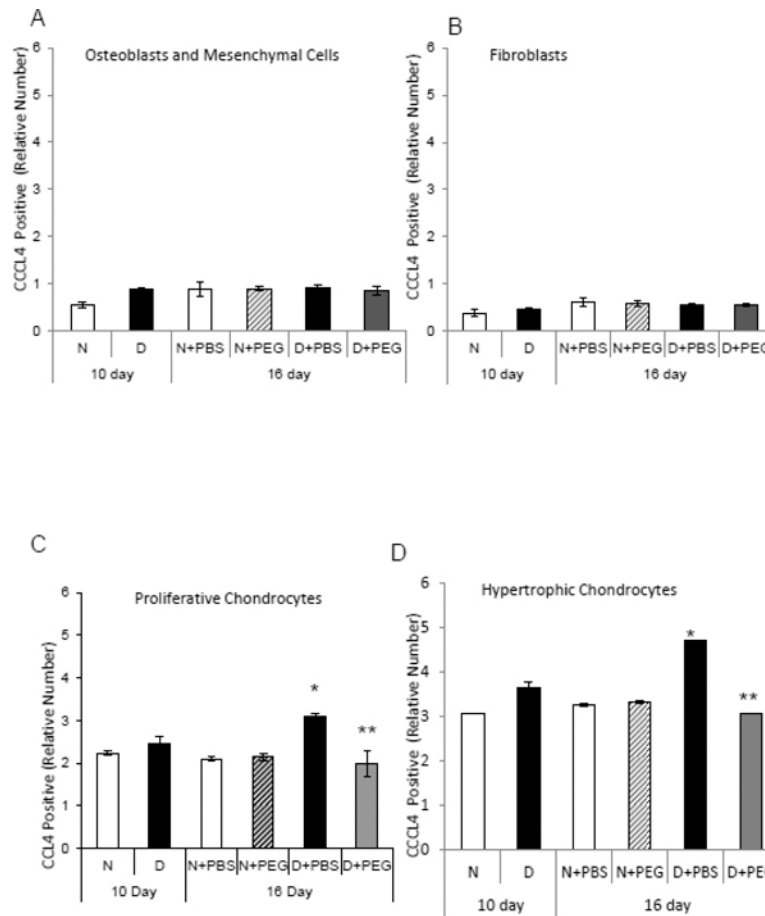 A
Osteoblasts and Mesenchymal Cells
CCCL4 Positive (Relative Number)
6
5
4
3
2
1
0
N D N+PBS N+PEG D+PBS D+PEG
10 day 16 day
B
Fibroblasts
CCCL4 Positive (Relative Number)
6
5
4
3
2
1
0
N D N+PBS N+PEG D+PBS D+PEG
10 day 16 day
C
Proliferative Chondrocytes
CCL4 Positive (Relative Number)
6
5
4
3
2
1
0
*
**
N D N+PBS N+PEG D+PBS D+PEG
10 Day 16 Day
D
Hypertrophic Chondrocytes
CCCL4 Positive (Relative Number)
6
5
4
3
2
1
0
*
**
N D N+PBS N+PEG D+PBS D+PEG
10 day 16 day